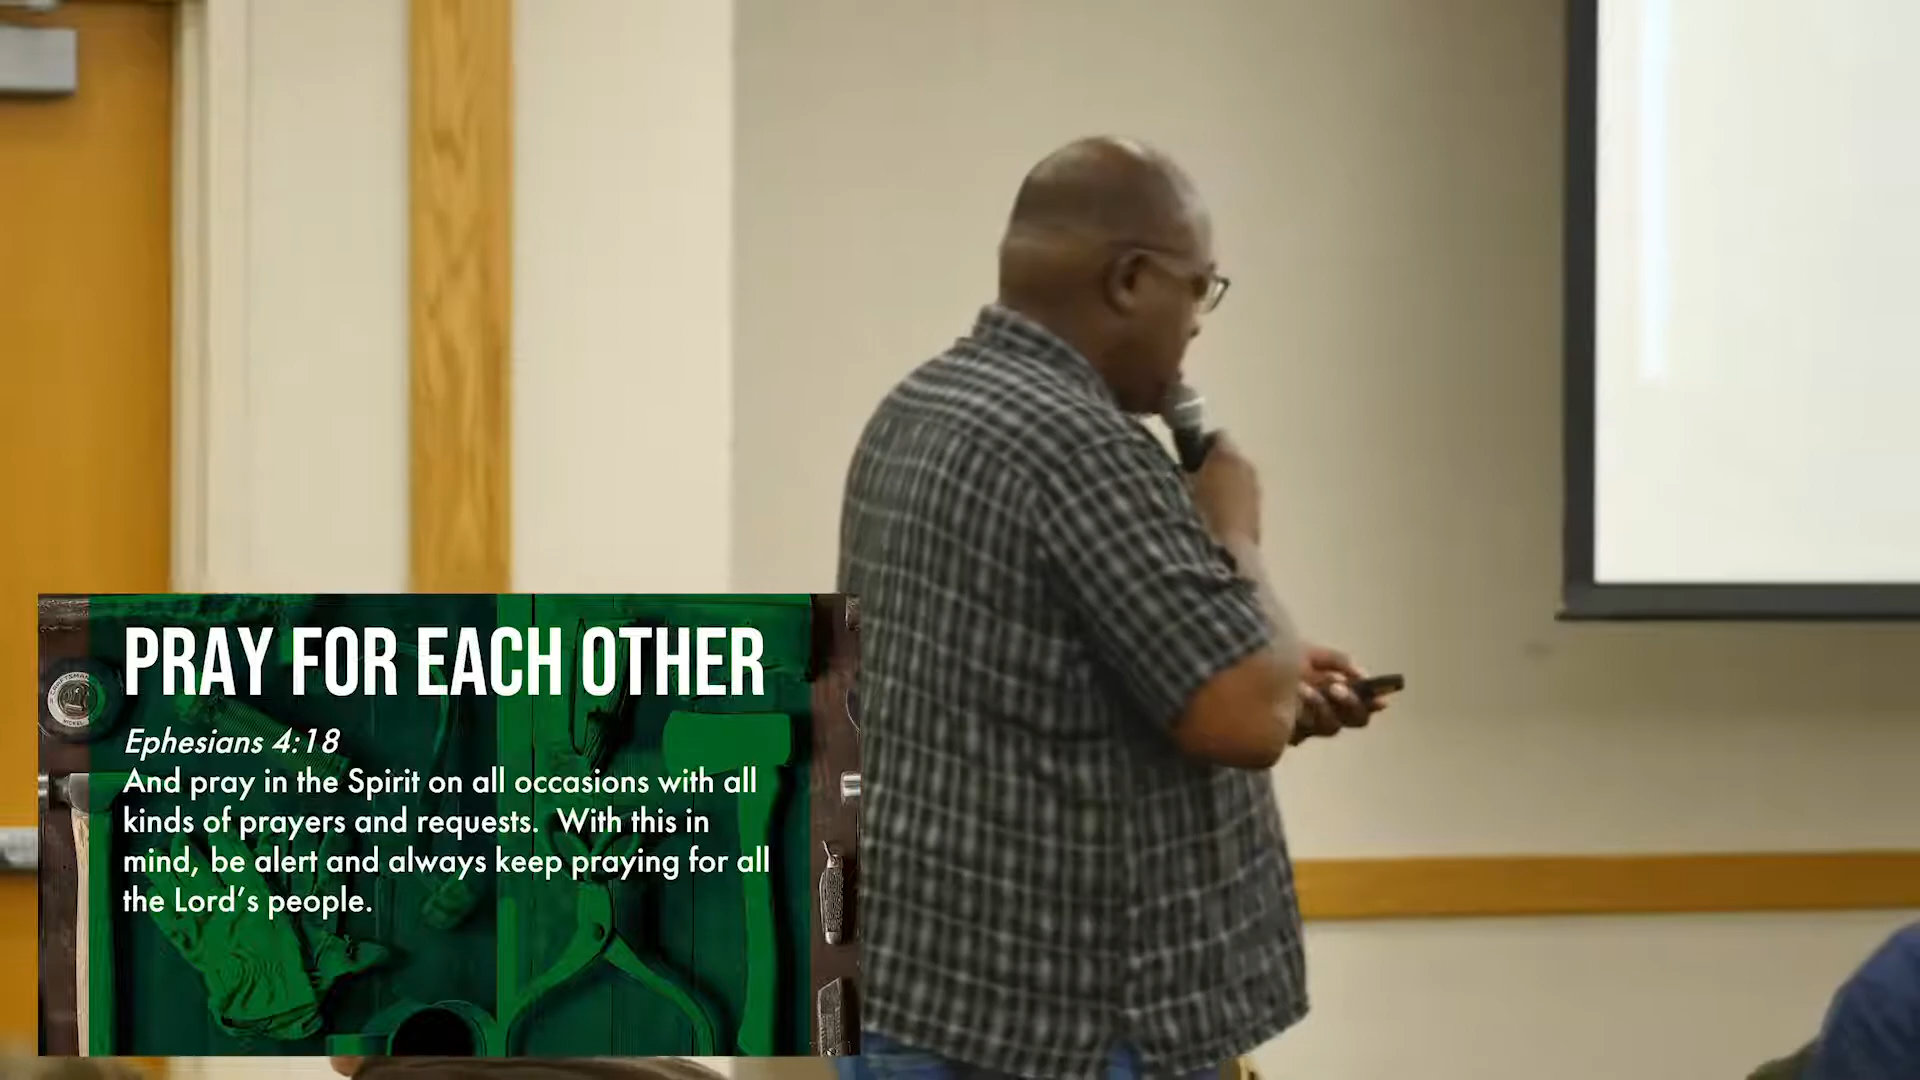 PRAY FOR EACH OTHER
Ephesians 4:18
And pray in the Spirit on all occasions with all
kinds of prayers and requests.  With this in
mind, be alert and always keep praying for all
the Lord's people.